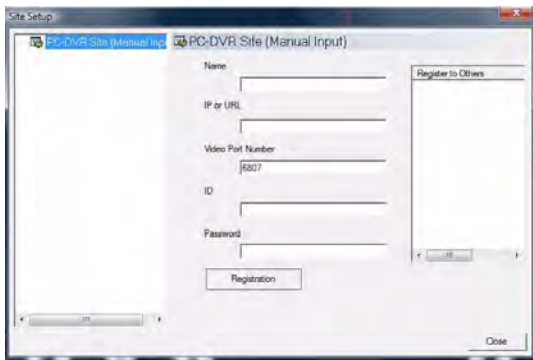 Site Setup
PC-DVR Site (Manual Inp
PC-DVR Site (Manual Input)
Name
Register to Others
IP or URL
Video Port Number
6807
ID
Password
Registration
Close